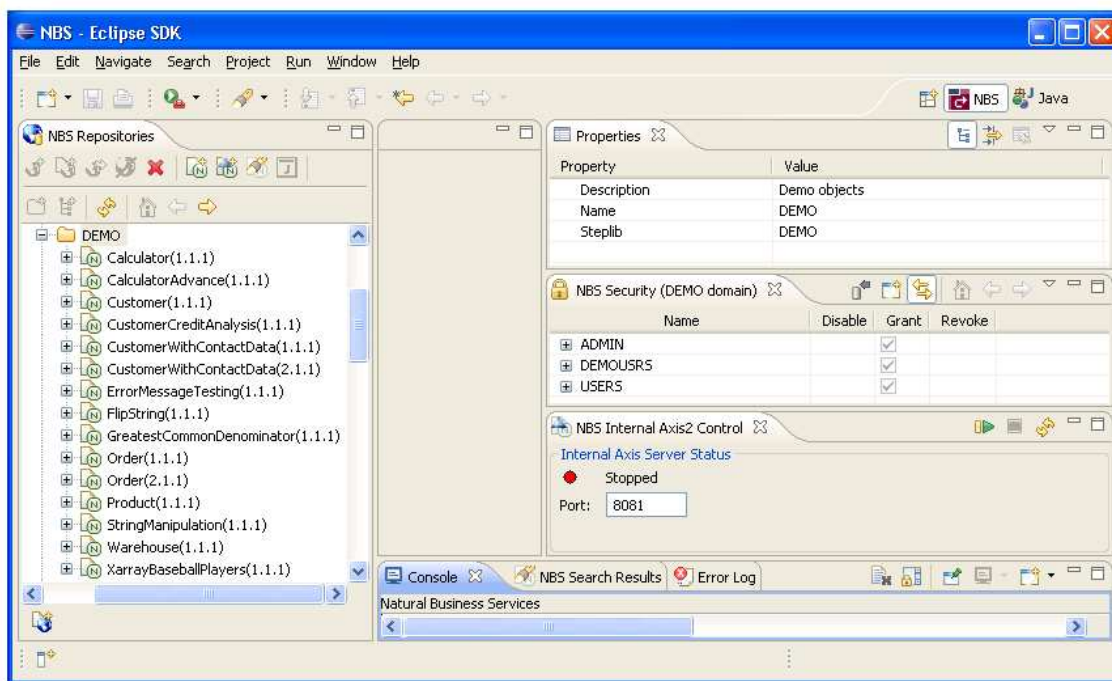 NBS - Eclipse SDK
File Edit Navigate Search Project Run Window Help
NBS Java
NBS Repositories
DEMO
Calculator(1.1.1)
CalculatorAdvance(1.1.1)
Customer(1.1.1)
CustomerCreditAnalysis(1.1.1)
CustomerWithContactData(1.1.1)
CustomerWithContactData(2.1.1)
ErrorMessageTesting(1.1.1)
FlipString(1.1.1)
GreatestCommonDenominator(1.1.1)
Order(1.1.1)
Order(2.1.1)
Product(1.1.1)
StringManipulation(1.1.1)
Warehouse(1.1.1)
XarrayBaseballPlayers(1.1.1)
Properties
Property Value
Description Demo objects
Name DEMO
Steplib DEMO
NBS Security (DEMO domain)
Name Disable Grant Revoke
ADMIN
DEMOUSRS
USERS
NBS Internal Axis2 Control
Internal Axis Server Status
Stopped
Port: 8081
Console NBS Search Results Error Log
Natural Business Services